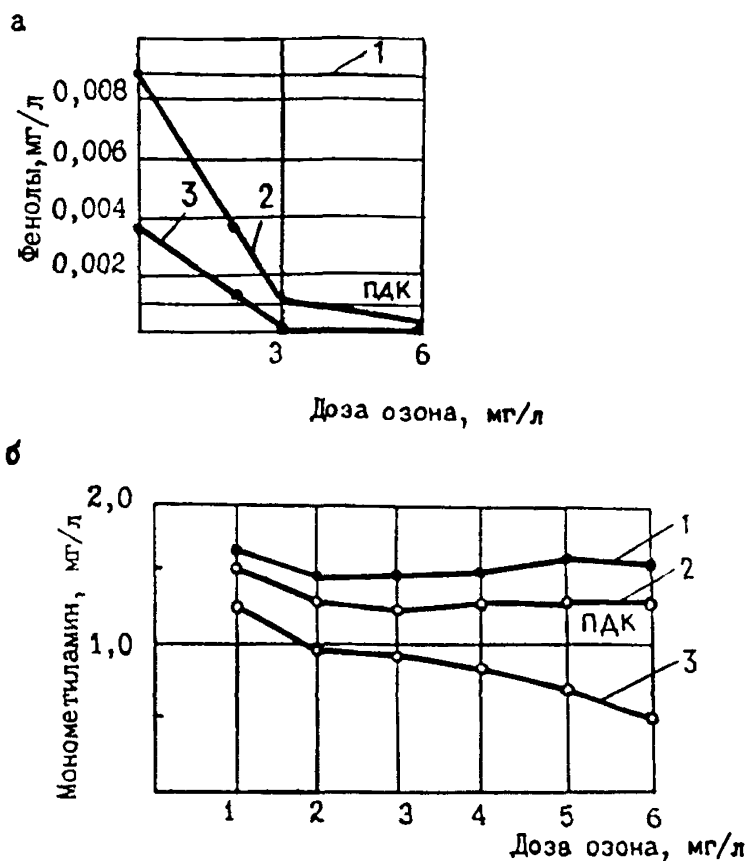 а
Фенолы, мг/л
0,008
0,006
0,004
0,002
1
2
3
ПДК
3 6
Доза озона, мг/л
б
Монометиламин, мг/л
2,0
1,0
1
2
ПДК
3
1 2 3 4 5 6
Доза озона, мг/л